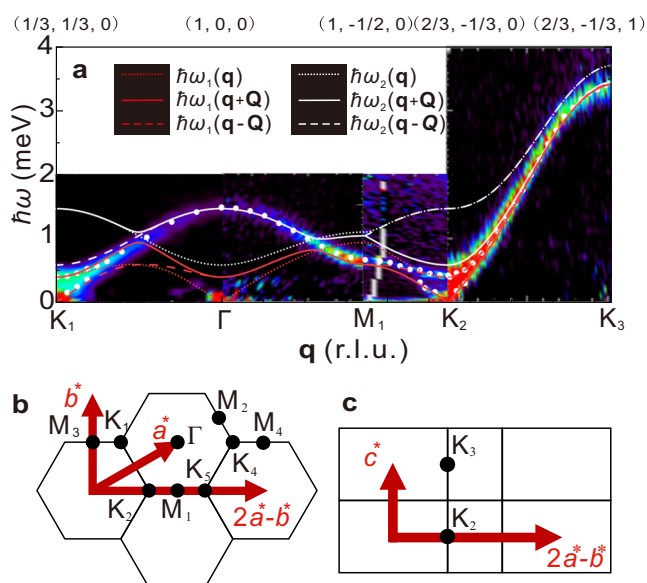 (1/3, 1/3, 0) (1, 0, 0) (1, -1/2, 0) (2/3, -1/3, 0) (2/3, -1/3, 1)
a
ħω₁(q) ħω₂(q)
ħω₁(q+Q) ħω₂(q+Q)
ħω₁(q-Q) ħω₂(q-Q)
ħω (meV)
4
3
2
1
0
K₁ Γ M₁ K₂ K₃
q (r.l.u.)
b
b* M₂
M₃ K₁ a* Γ M₄
K₅ K₄
K₂ M₁ 2a*-b*
c
c* K₃
K₂
2a*-b*